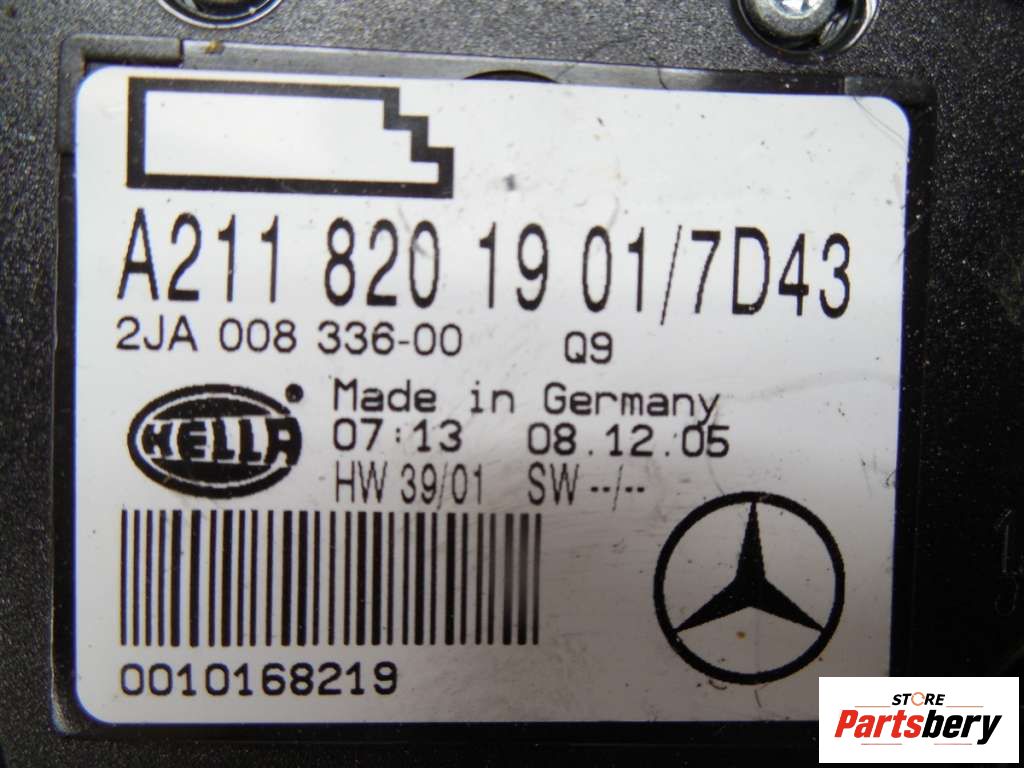 A211 820 19 01/7D43
2JA 008 336-00 Q9
HELLA
Made in Germany
07:13 08.12.05
HW 39/01 SW --/--
0010168219
STORE
Partsbery